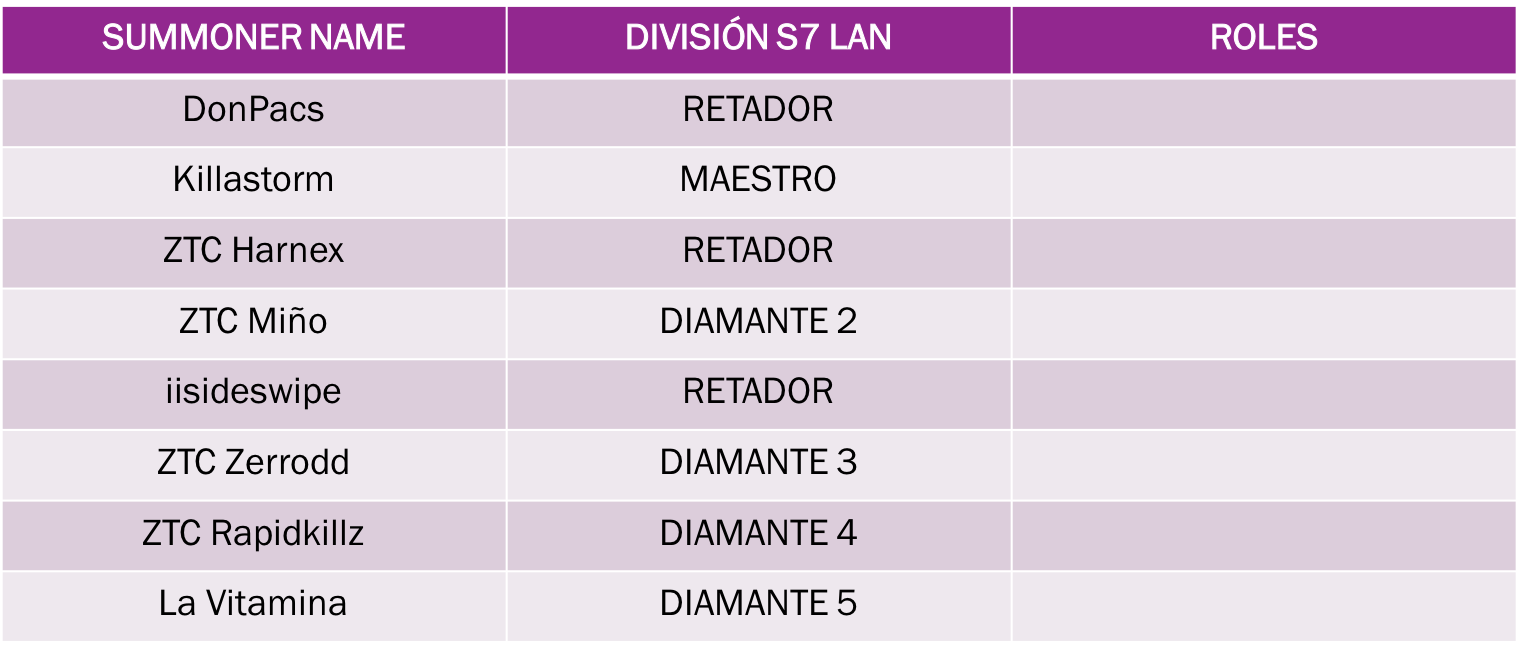 SUMMONER NAME DIVISIÓN S7 LAN ROLES
DonPacs RETADOR
Killastorm MAESTRO
ZTC Harnex RETADOR
ZTC Miño DIAMANTE 2
iisideswipe RETADOR
ZTC Zerrodd DIAMANTE 3
ZTC Rapidkillz DIAMANTE 4
La Vitamina DIAMANTE 5